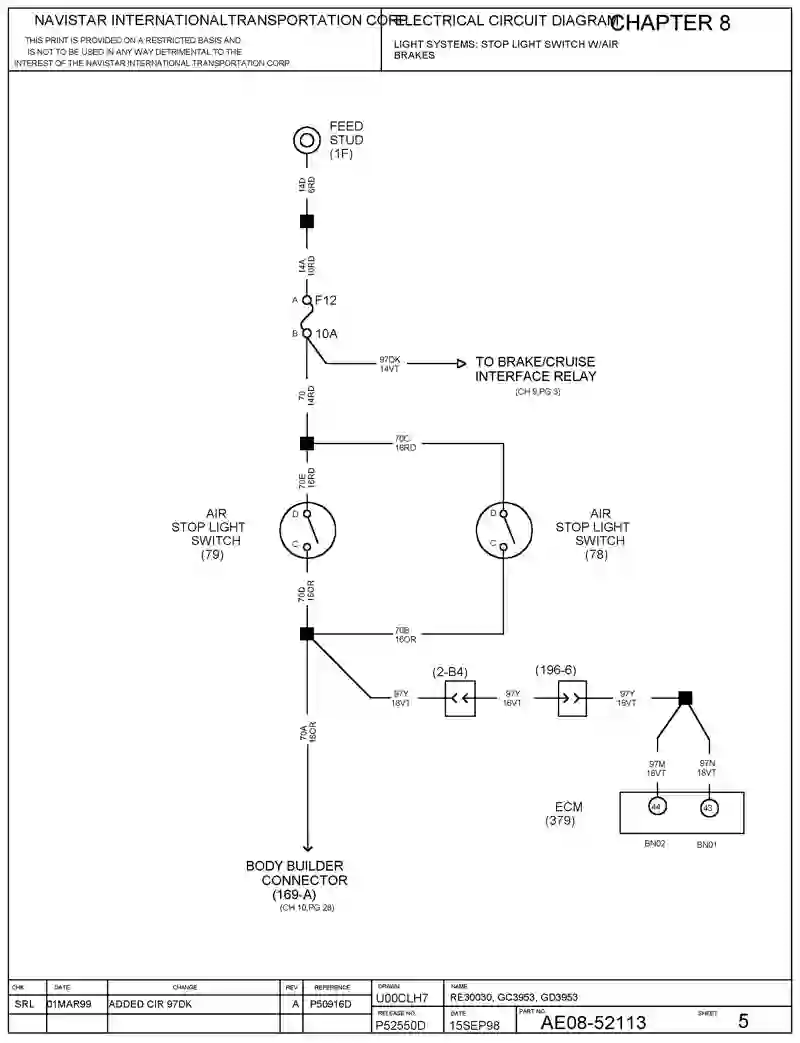 NAVISTAR INTERNATIONALTRANSPORTATION CORP.
THIS PRINT IS PROVIDED ON A RESTRICTED BASIS AND
IS NOT TO BE USED IN ANY WAY DETRIMENTAL TO THE
INTEREST OF THE NAVISTAR INTERNATIONAL TRANSPORTATION CORP
ELECTRICAL CIRCUIT DIAGRAM
CHAPTER 8
LIGHT SYSTEMS: STOP LIGHT SWITCH W/AIR
BRAKES
FEED
STUD
(1F)
14D
6RD
14A
10RD
A F12
B 10A
97DK
14VT
TO BRAKE/CRUISE
INTERFACE RELAY
(CH 9,PG 3)
70
14RD
70C
16RD
70E
16RD
AIR
STOP LIGHT
SWITCH
(79)
D
C
D
C
AIR
STOP LIGHT
SWITCH
(78)
70D
16OR
70B
16OR
(2-B4)
(196-6)
97Y
18VT
97Y
18VT
97Y
18VT
70A
16OR
97M
18VT
97N
18VT
ECM
(379)
44
43
BN02
BN01
BODY BUILDER
CONNECTOR
(169-A)
(CH 10,PG 28)
CHK DATE CHANGE REV REFERENCE
SRL 01MAR99 ADDED CIR 97DK A P50916D
DRAWN
U00CLH7
NAME
RE30030, GC3953, GD3953
RELEASE NO.
P52550D
DATE
15SEP98
PART NO.
AE08-52113
SHEET
5